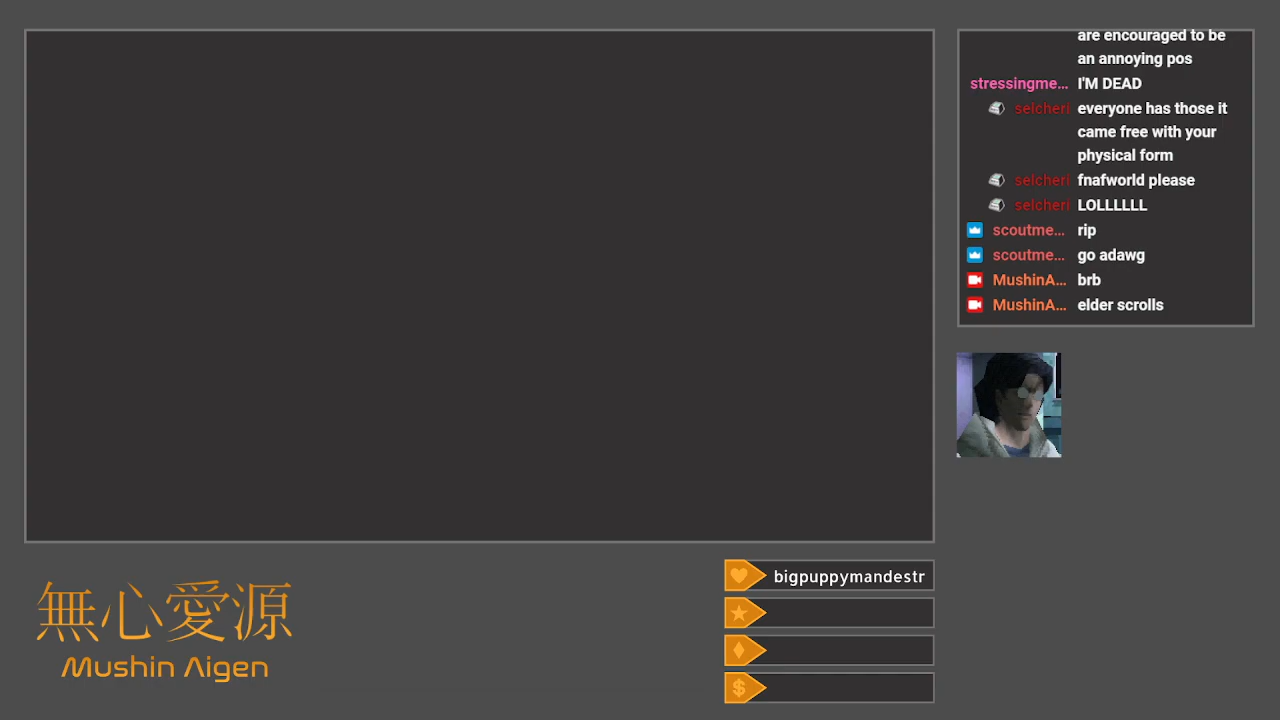 are encouraged to be
an annoying pos
stressingme... I'M DEAD
selcheri everyone has those it
came free with your
physical form
selcheri fnafworld please
selcheri LOLLLLLL
scoutme... rip
scoutme... go adawg
MushinA... brb
MushinA... elder scrolls
bigpuppymandestr
無心愛源
Mushin Aigen